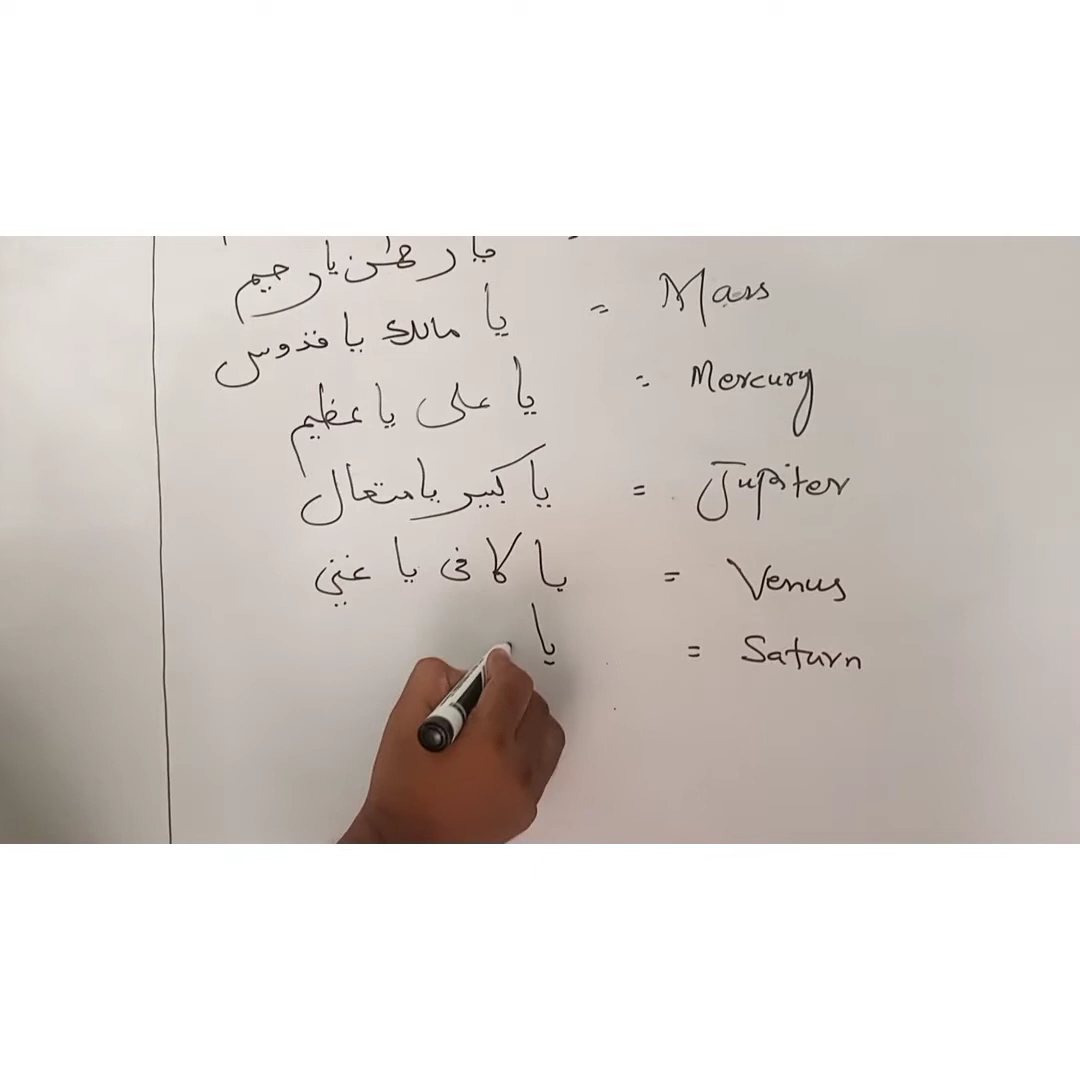 یا رحمٰن یا رحیم
یا مالک یا قدوس = Mars
یا علی یا عظیم = Mercury
یا کبیر یا متعال = Jupiter
یا کافی یا غنی = Venus
یا = Saturn